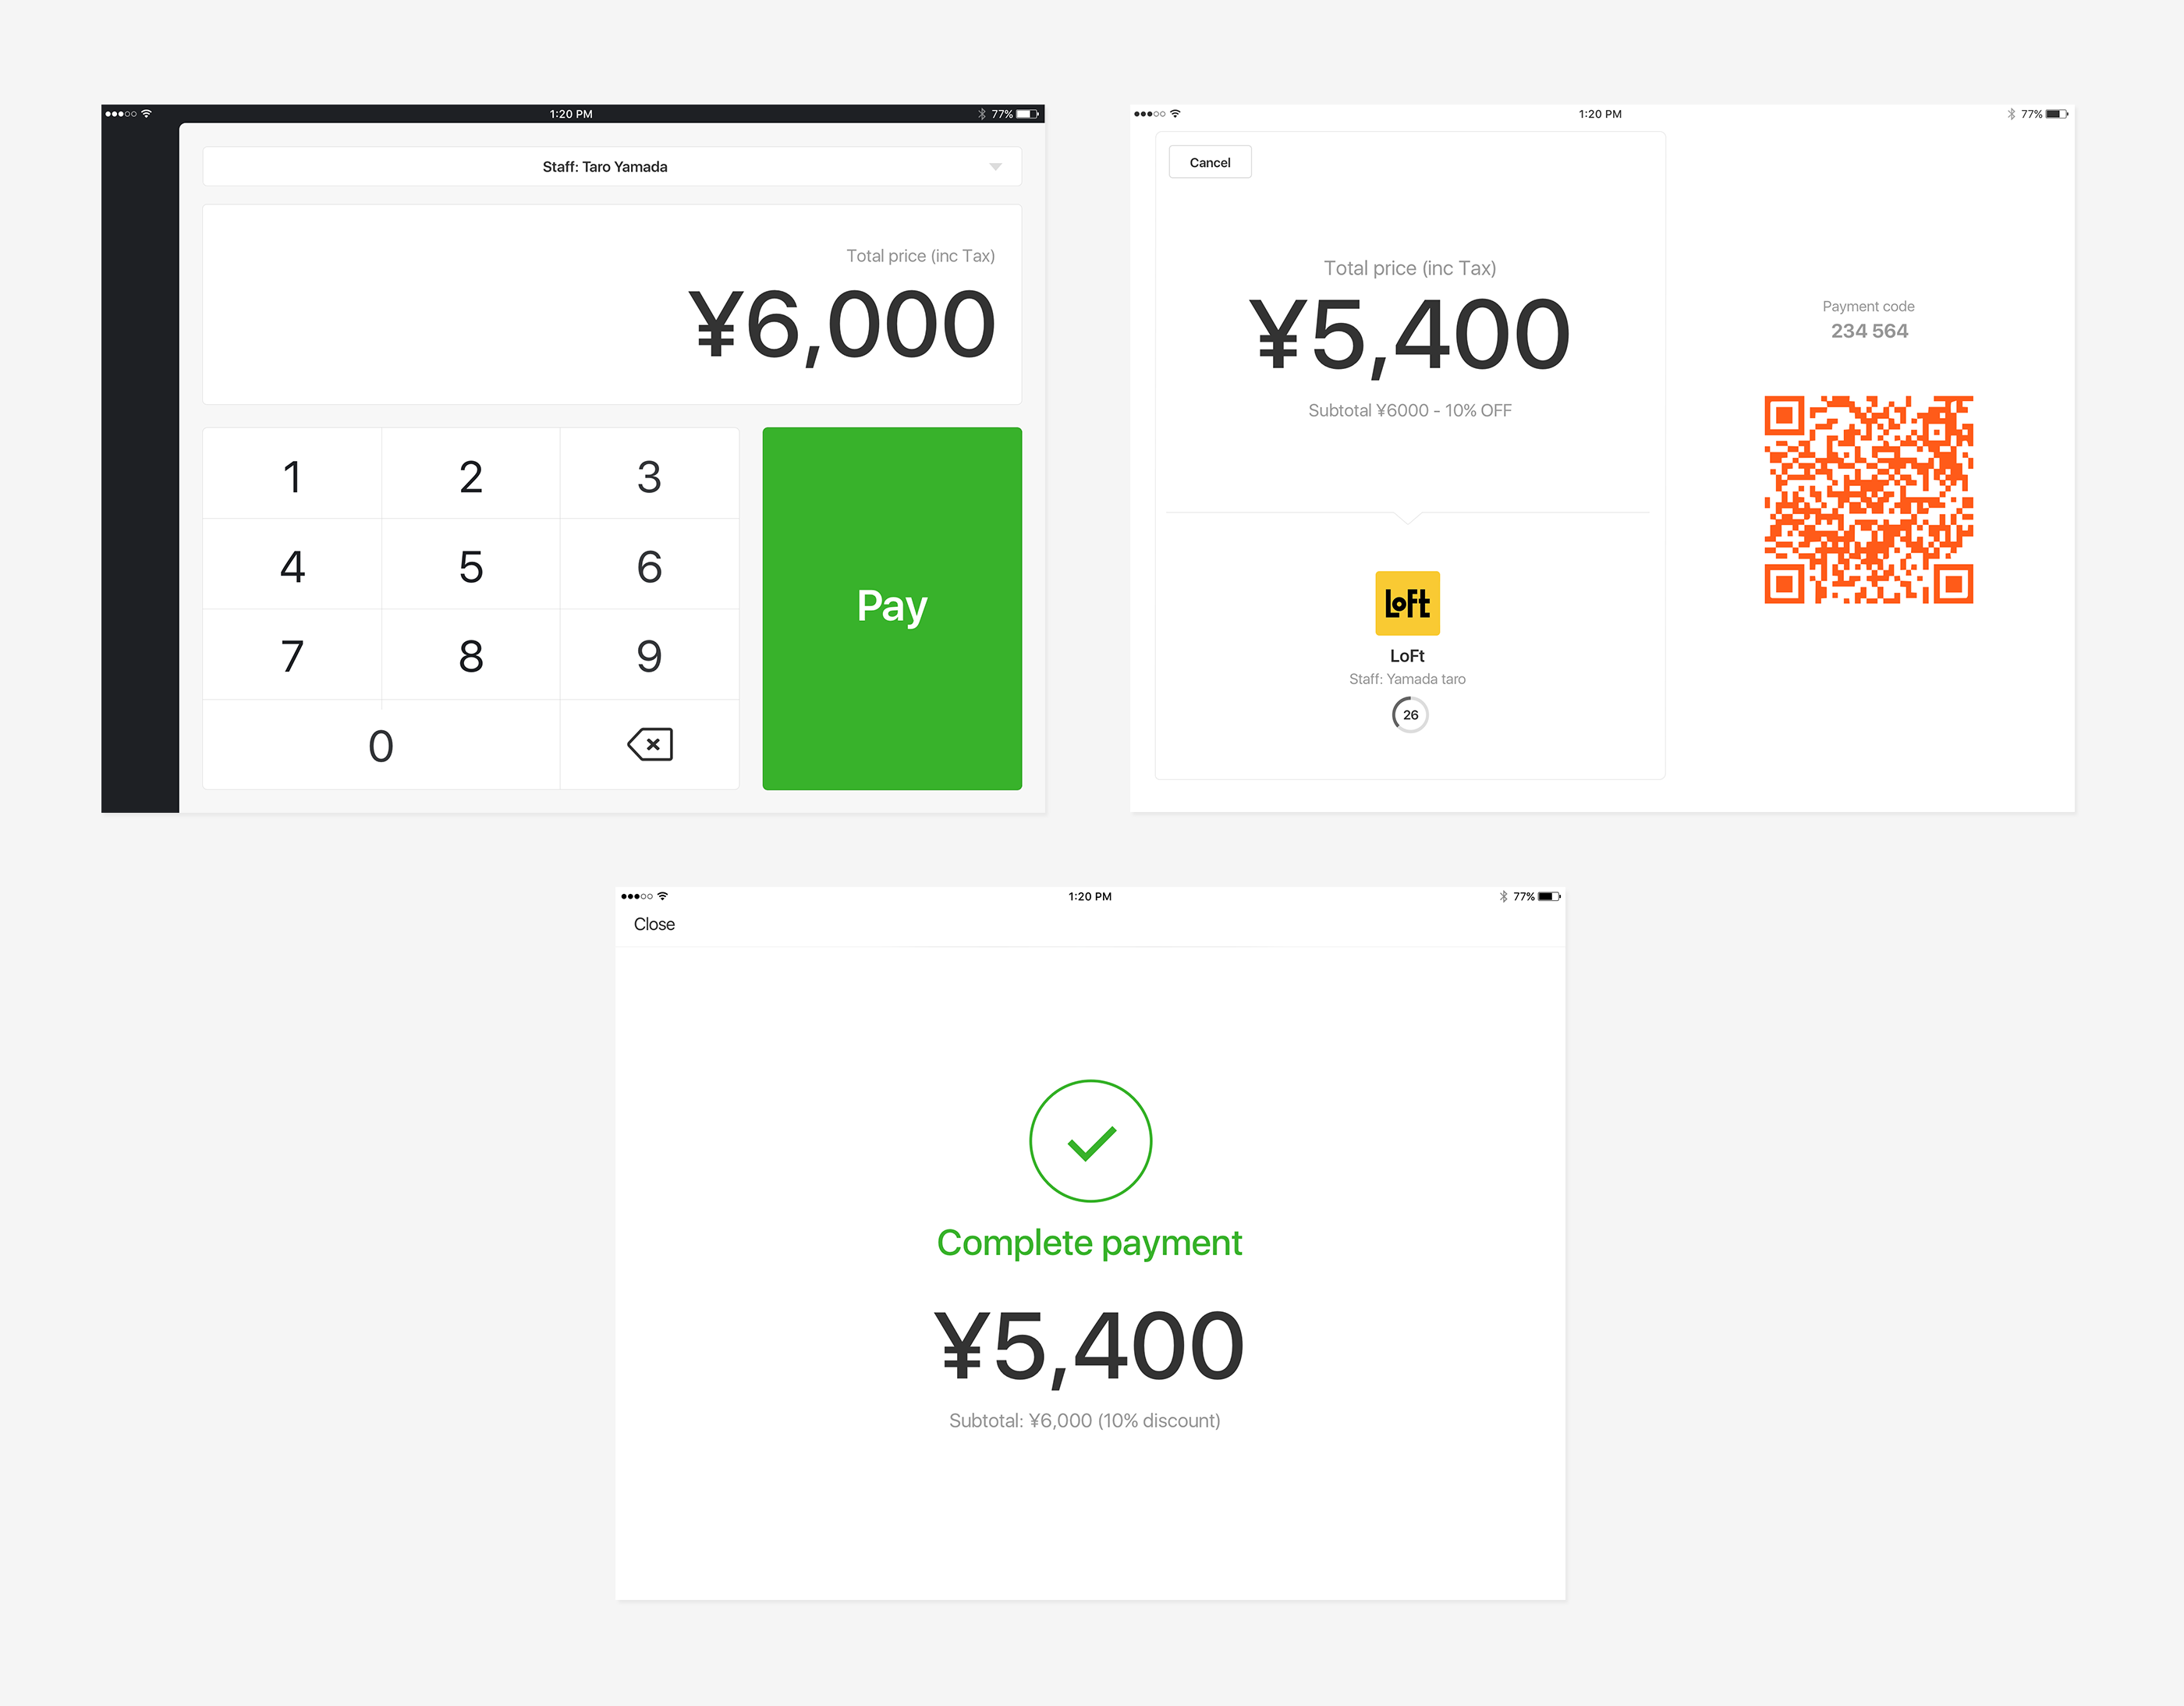 1:20 PM
77%
Staff: Taro Yamada
Total price (inc Tax)
¥6,000
1 2 3
4 5 6
7 8 9
0
Pay
1:20 PM
77%
Cancel
Total price (inc Tax)
¥5,400
Subtotal ¥6000 - 10% OFF
LoFt
LoFt
Staff: Yamada taro
26
Payment code
234 564
1:20 PM
77%
Close
Complete payment
¥5,400
Subtotal: ¥6,000 (10% discount)